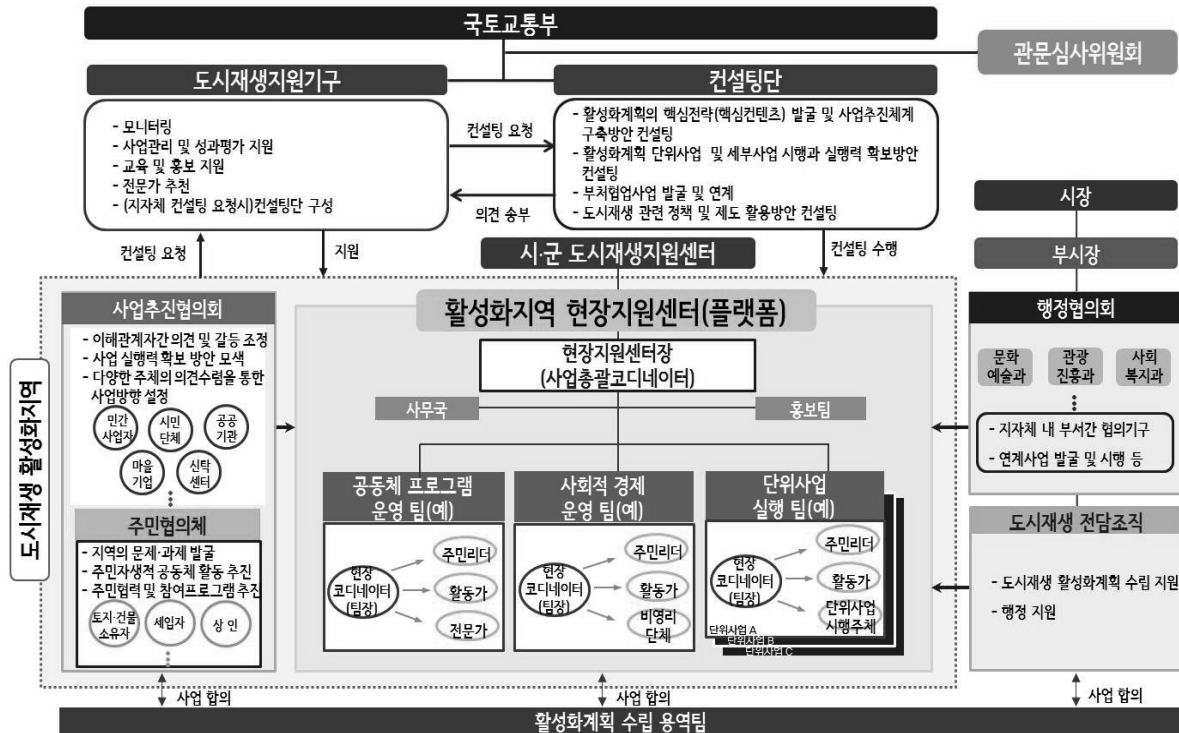 국토교통부
관문심사위원회
도시재생지원기구
- 모니터링
- 사업관리 및 성과평가 지원
- 교육 및 홍보 지원
- 전문가 추천
- (지자체 컨설팅 요청시)컨설팅단 구성
컨설팅 요청
의견 송부
컨설팅단
- 활성화계획의 핵심전략(핵심컨텐츠) 발굴 및 사업추진체계
구축방안 컨설팅
- 활성화계획 단위사업 및 세부사업 시행과 실행력 확보방안
컨설팅
- 부처협업사업 발굴 및 연계
- 도시재생 관련 정책 및 제도 활용방안 컨설팅
컨설팅 요청
지원
시·군 도시재생지원센터
컨설팅 수행
시장
부시장
도시재생 활성화지역
사업추진협의회
- 이해관계자간 의견 및 갈등 조정
- 사업 실행력 확보 방안 모색
- 다양한 주체의 의견수렴을 통한
사업방향 설정
민간
사업자
시민
단체
공공
기관
마을
기업
신탁
센터
주민협의체
- 지역의 문제·과제 발굴
- 주민자생적 공동체 활동 추진
- 주민협력 및 참여프로그램 추진
토지·건물
소유자
세입자
상 인
활성화지역 현장지원센터(플랫폼)
현장지원센터장
(사업총괄코디네이터)
사무국
홍보팀
공동체 프로그램
운영 팀(예)
현장
코디네이터
(팀장)
주민리더
활동가
전문가
사회적 경제
운영 팀(예)
현장
코디네이터
(팀장)
주민리더
활동가
비영리
단체
단위사업
실행 팀(예)
현장
코디네이터
(팀장)
주민리더
활동가
단위사업
시행주체
단위사업 A
단위사업 B
단위사업 C
행정협의회
문화
예술과
관광
진흥과
사회
복지과
- 지자체 내 부서간 협의기구
- 연계사업 발굴 및 시행 등
도시재생 전담조직
- 도시재생 활성화계획 수립 지원
- 행정 지원
사업 합의
사업 합의
사업 합의
활성화계획 수립 용역팀